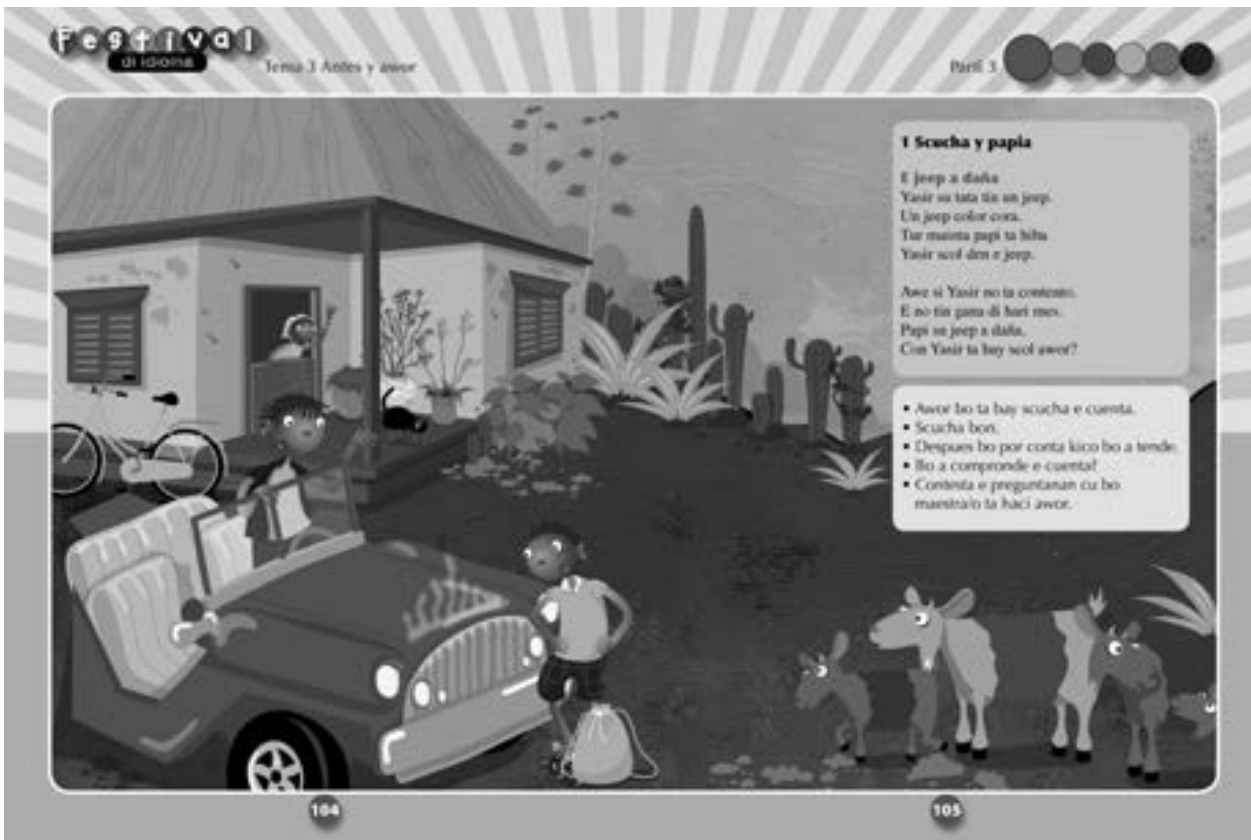 Festival
di idioma
Tema 3 Antes y awor
Parti 3
1 Scucha y papia
E jeep a daña
Yasir su tata tin un jeep.
Un jeep color cora.
Tur mainta papi ta hiba
Yasir scol den e jeep.
Awe si Yasir no ta contento.
E no tin gana di hari mes.
Papi su jeep a daña.
Con Yasir ta bay scol awor?
• Awor bo ta bay scucha e cuenta.
• Scucha bon.
• Despues bo por conta kico bo a tende.
• Bo a compronde e cuenta?
• Contesta e preguntanan cu bo
maestra/o ta haci awor.
104
105